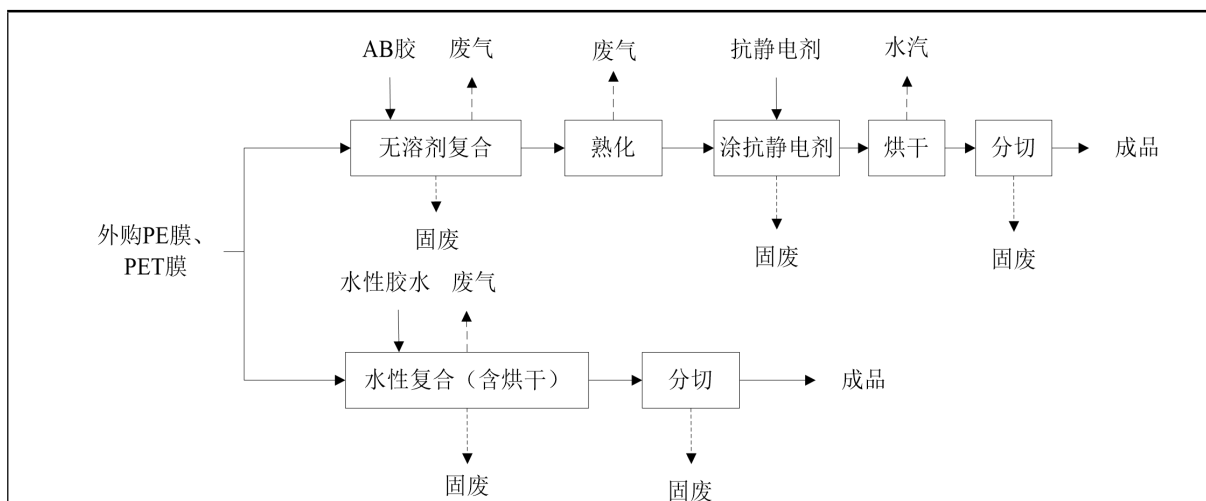 AB胶 废气 废气 抗静电剂 水汽
无溶剂复合 熟化 涂抗静电剂 烘干 分切 成品
固废 固废 固废
外购PE膜、
PET膜
水性胶水 废气
水性复合（含烘干） 分切 成品
固废 固废